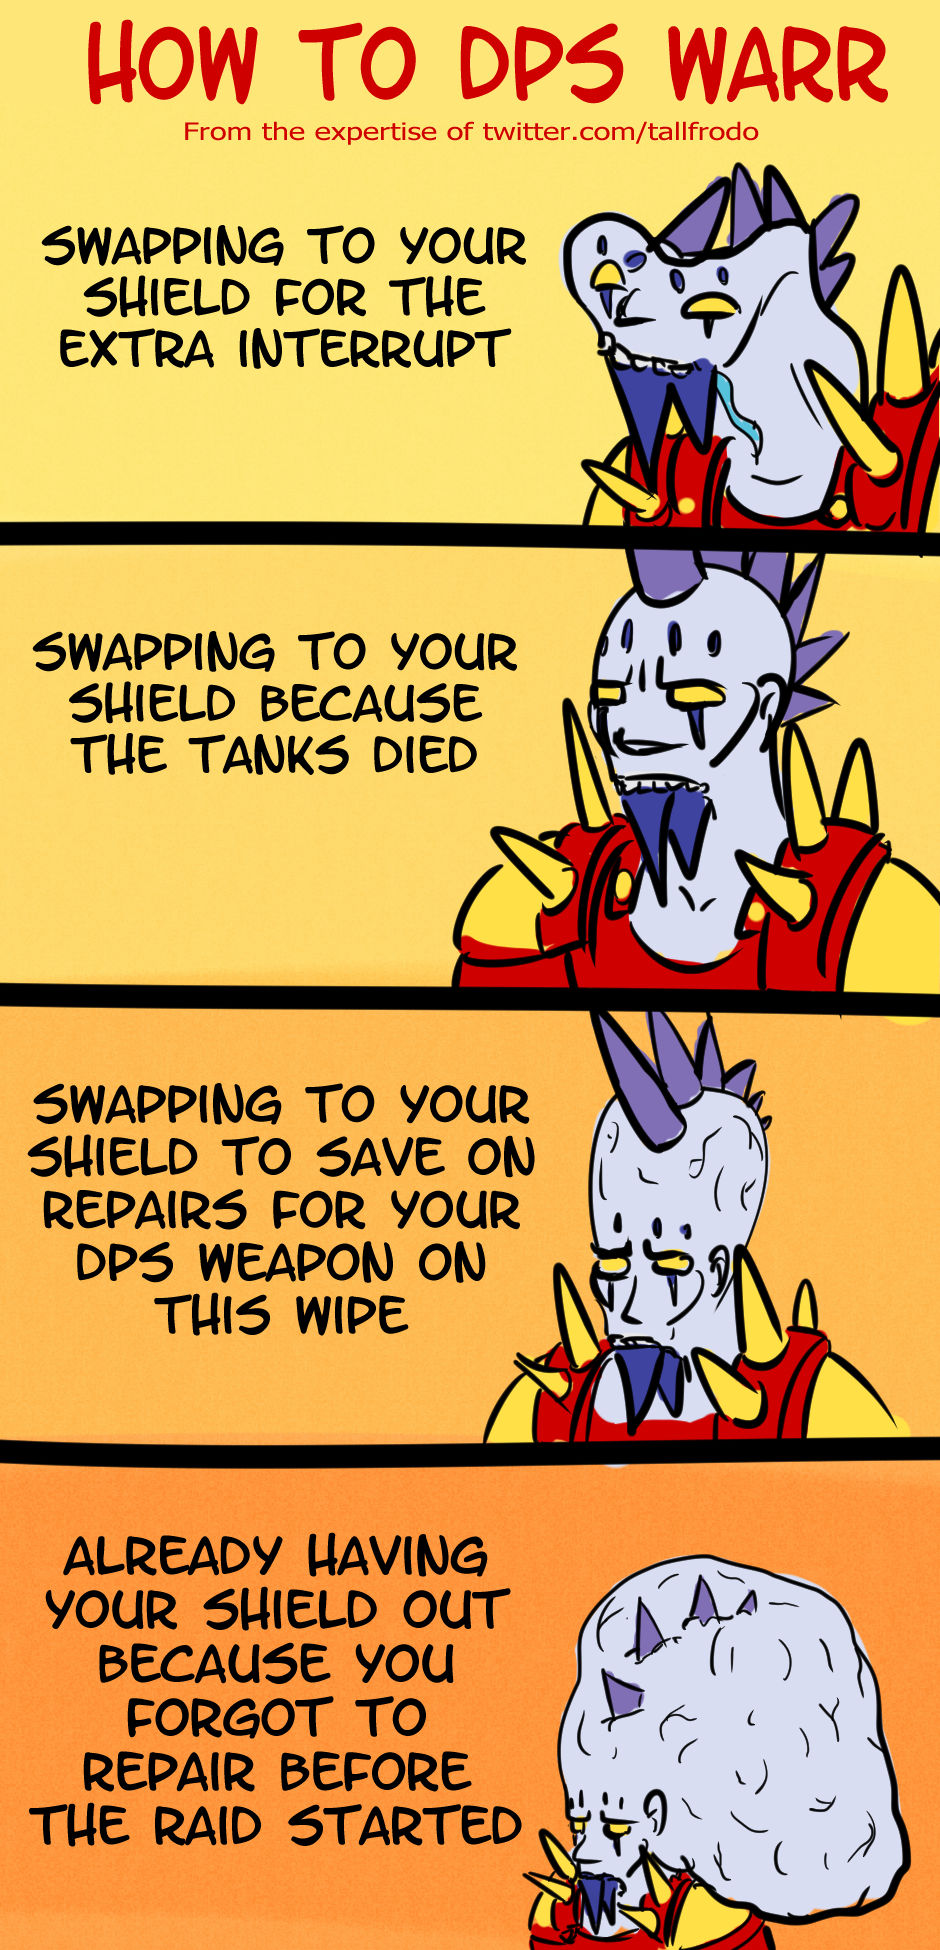 HOW TO DPS WARR
From the expertise of twitter.com/tallfrodo
SWAPPING TO YOUR
SHIELD FOR THE
EXTRA INTERRUPT
SWAPPING TO YOUR
SHIELD BECAUSE
THE TANKS DIED
SWAPPING TO YOUR
SHIELD TO SAVE ON
REPAIRS FOR YOUR
DPS WEAPON ON
THIS WIPE
ALREADY HAVING
YOUR SHIELD OUT
BECAUSE YOU
FORGOT TO
REPAIR BEFORE
THE RAID STARTED